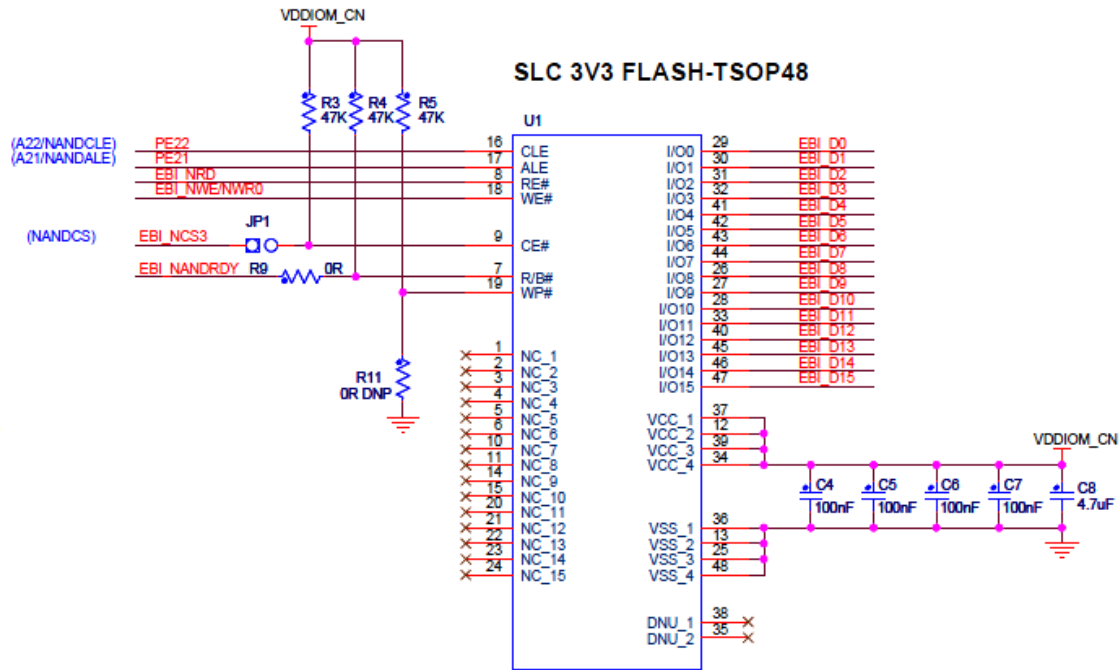 VDDIOM_CN
SLC 3V3 FLASH-TSOP48
R3
47K
R4
47K
R5
47K
U1
(A22/NANDCLE) PE22 16 CLE
(A21/NANDALE) PE21 17 ALE
EBI_NRD 8 RE#
EBI_NWE/NWR0 18 WE#
JP1
(NANDCS) EBI_NCS3 9 CE#
EBI_NANDRDY R9 0R 7 R/B#
19 WP#
R11
0R DNP
1 NC_1
2 NC_2
3 NC_3
4 NC_4
5 NC_5
6 NC_6
10 NC_7
11 NC_8
14 NC_9
15 NC_10
20 NC_11
21 NC_12
22 NC_13
23 NC_14
24 NC_15
I/O0 29 EBI_D0
I/O1 30 EBI_D1
I/O2 31 EBI_D2
I/O3 32 EBI_D3
I/O4 41 EBI_D4
I/O5 42 EBI_D5
I/O6 43 EBI_D6
I/O7 44 EBI_D7
I/O8 26 EBI_D8
I/O9 27 EBI_D9
I/O10 28 EBI_D10
I/O11 33 EBI_D11
I/O12 40 EBI_D12
I/O13 45 EBI_D13
I/O14 46 EBI_D14
I/O15 47 EBI_D15
VCC_1 37
VCC_2 12
VCC_3 39
VCC_4 34
VDDIOM_CN
C4
100nF
C5
100nF
C6
100nF
C7
100nF
C8
4.7uF
VSS_1 36
VSS_2 13
VSS_3 25
VSS_4 48
DNU_1 38
DNU_2 35